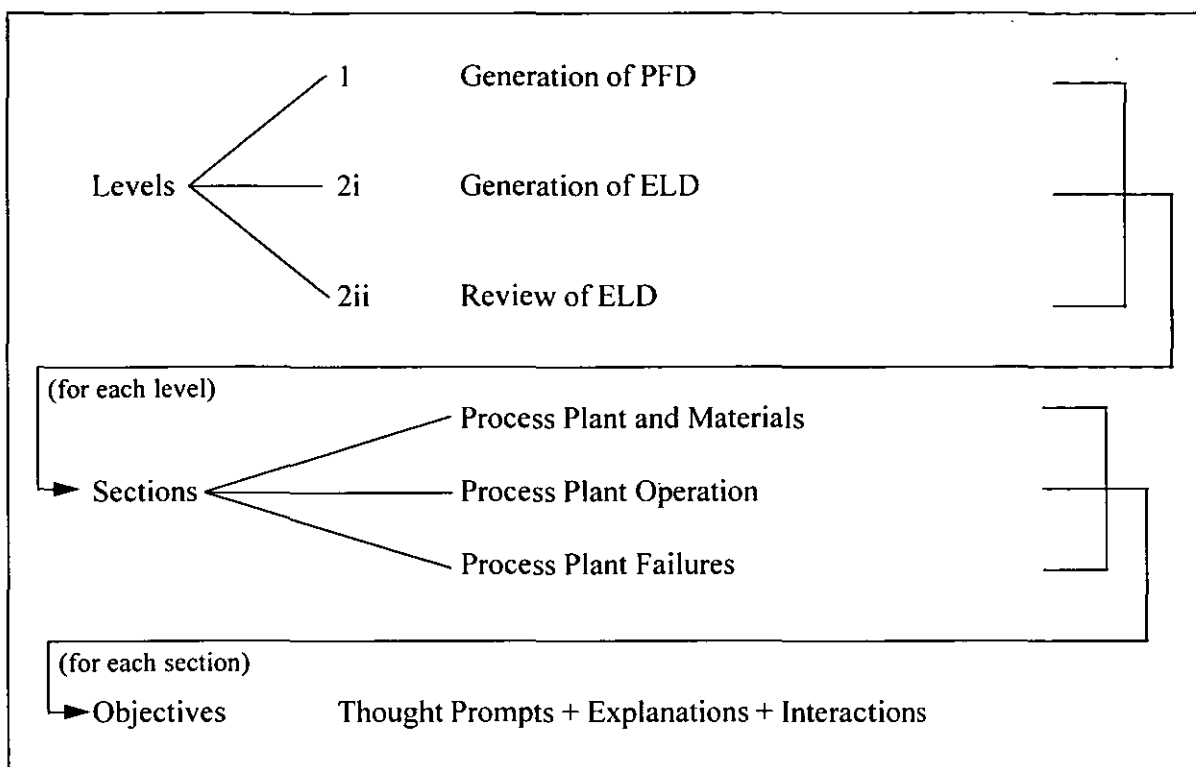 1 Generation of PFD
Levels 2i Generation of ELD
2ii Review of ELD
(for each level)
Process Plant and Materials
Sections Process Plant Operation
Process Plant Failures
(for each section)
Objectives Thought Prompts + Explanations + Interactions